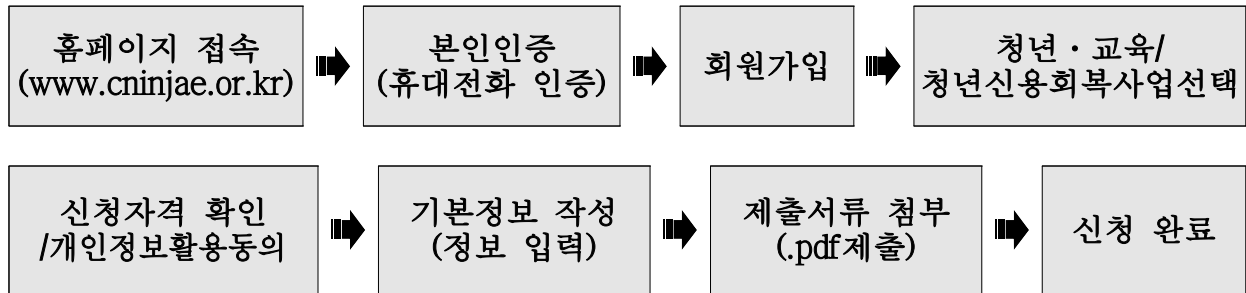 홈페이지 접속
(www.cninjae.or.kr)
본인인증
(휴대전화 인증)
회원가입
청년・교육/
청년신용회복사업선택
신청자격 확인
/개인정보활용동의
기본정보 작성
(정보 입력)
제출서류 첨부
(.pdf제출)
신청 완료